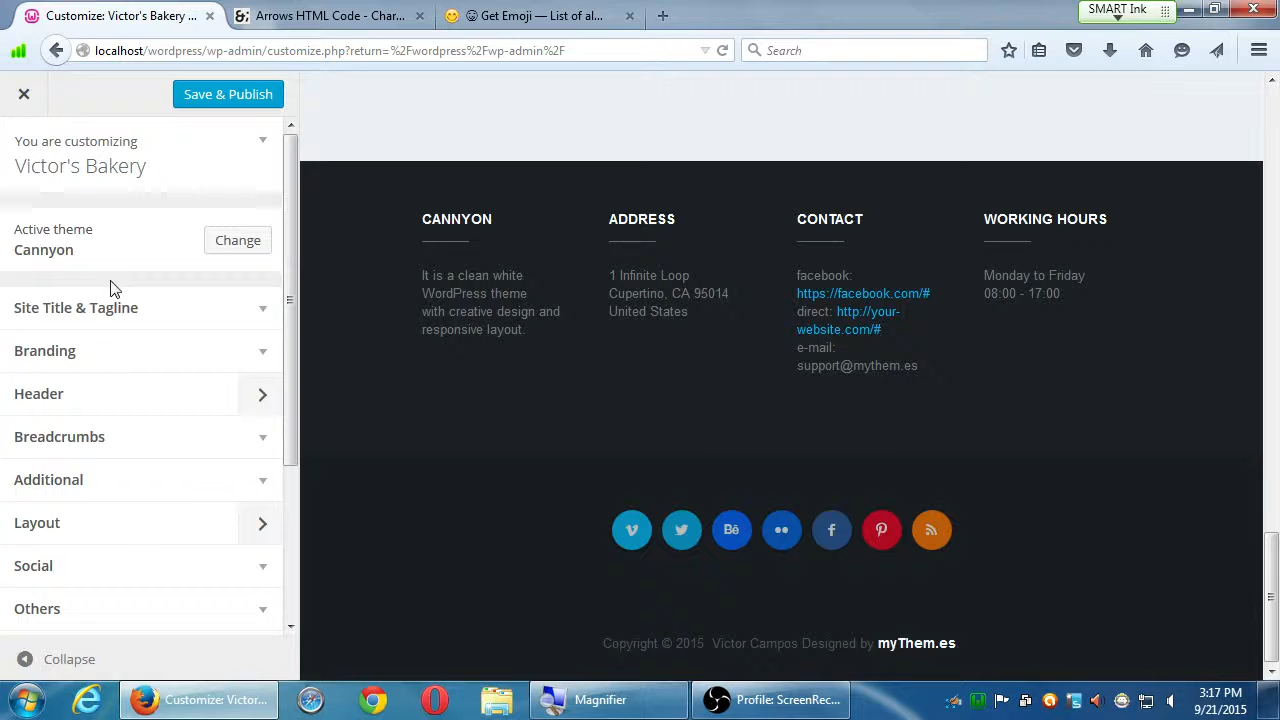 Customize: Victor's Bakery ...
Arrows HTML Code - Char...
Get Emoji — list of al...
SMART Ink
localhost/wordpress/wp-admin/customize.php?return=%2Fwordpress%2Fwp-admin%2F
Search
Save & Publish
You are customizing
Victor's Bakery
Active theme
Cannyon
Change
Site Title & Tagline
Branding
Header
Breadcrumbs
Additional
Layout
Social
Others
Collapse
CANNYON
It is a clean white
WordPress theme
with creative design and
responsive layout.
ADDRESS
1 Infinite Loop
Cupertino, CA 95014
United States
CONTACT
facebook:
https://facebook.com/#
direct: http://your-
website.com/#
e-mail:
support@mythem.es
WORKING HOURS
Monday to Friday
08:00 - 17:00
Bē
Copyright © 2015 Victor Campos Designed by myThem.es
Customize: Victor...
Magnifier
Profile: ScreenRec...
3:17 PM
9/21/2015